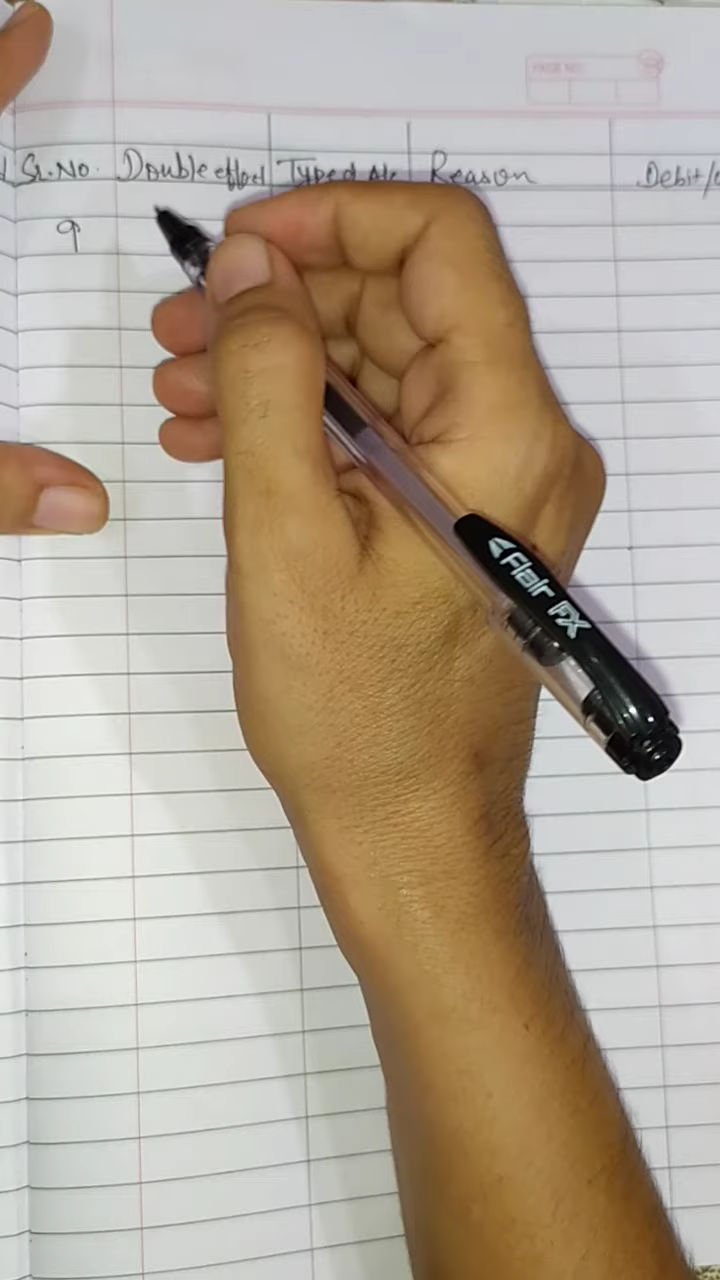 PAGE NO.
Sr.No. Double effect Type of A/c Reason Debit/
9
Flair FX